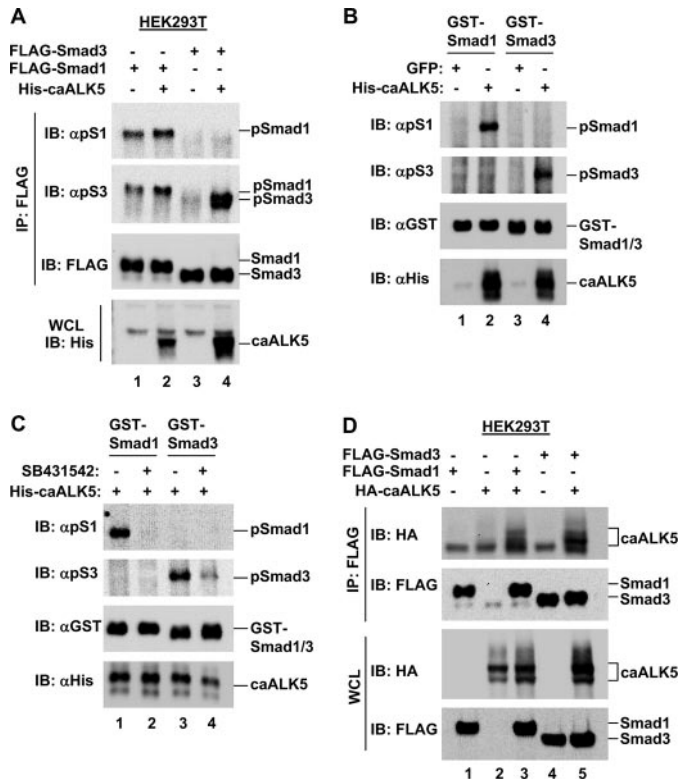 A
HEK293T
FLAG-Smad3 - - + +
FLAG-Smad1 + + - -
His-caALK5 - + - +
IP: FLAG
IB: αpS1
pSmad1
IB: αpS3
pSmad1
pSmad3
IB: FLAG
Smad1
Smad3
WCL
IB: His
caALK5
1 2 3 4
B
GST-Smad1
GST-Smad3
GFP: + - + -
His-caALK5: - + - +
IB: αpS1
pSmad1
IB: αpS3
pSmad3
IB: αGST
GST-Smad1/3
IB: αHis
caALK5
1 2 3 4
C
GST-Smad1
GST-Smad3
SB431542: - + - +
His-caALK5: + + + +
IB: αpS1
pSmad1
IB: αpS3
pSmad3
IB: αGST
GST-Smad1/3
IB: αHis
caALK5
1 2 3 4
D
HEK293T
FLAG-Smad3 - - - + +
FLAG-Smad1 + - + - -
HA-caALK5 - + + - +
IP: FLAG
IB: HA
caALK5
IB: FLAG
Smad1
Smad3
WCL
IB: HA
caALK5
IB: FLAG
Smad1
Smad3
1 2 3 4 5